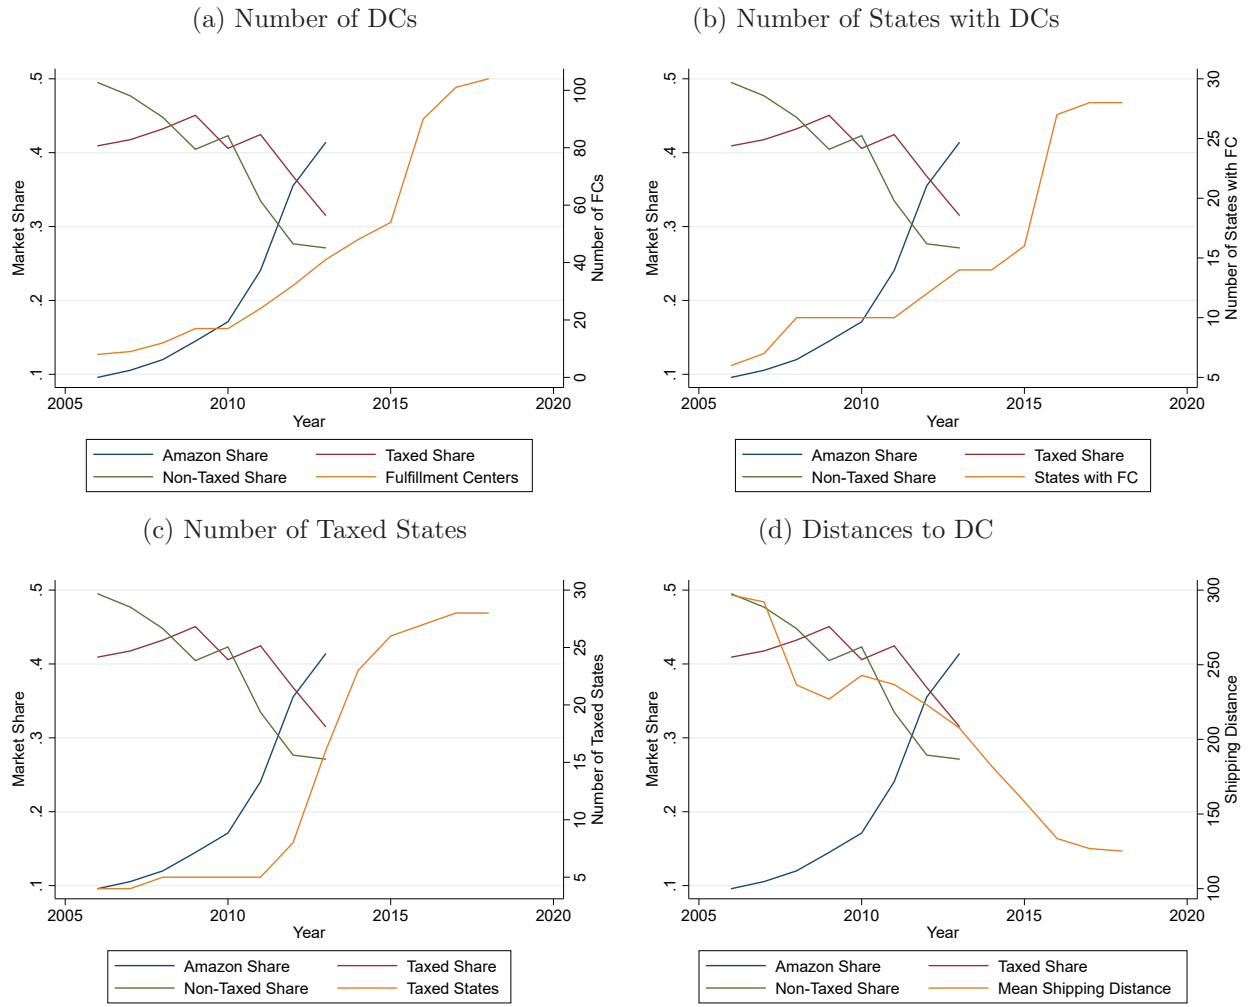 (a) Number of DCs
.5
.4
.3
.2
.1
Market Share
100
80
60
40
20
0
Number of FCs
2005
2010
2015
2020
Year
Amazon Share
Taxed Share
Non-Taxed Share
Fulfillment Centers
(b) Number of States with DCs
.5
.4
.3
.2
.1
Market Share
30
25
20
15
10
5
Number of States with FC
2005
2010
2015
2020
Year
Amazon Share
Taxed Share
Non-Taxed Share
States with FC
(c) Number of Taxed States
.5
.4
.3
.2
.1
Market Share
30
25
20
15
10
5
Number of Taxed States
2005
2010
2015
2020
Year
Amazon Share
Taxed Share
Non-Taxed Share
Taxed States
(d) Distances to DC
.5
.4
.3
.2
.1
Market Share
300
250
200
150
100
Shipping Distance
2005
2010
2015
2020
Year
Amazon Share
Taxed Share
Non-Taxed Share
Mean Shipping Distance